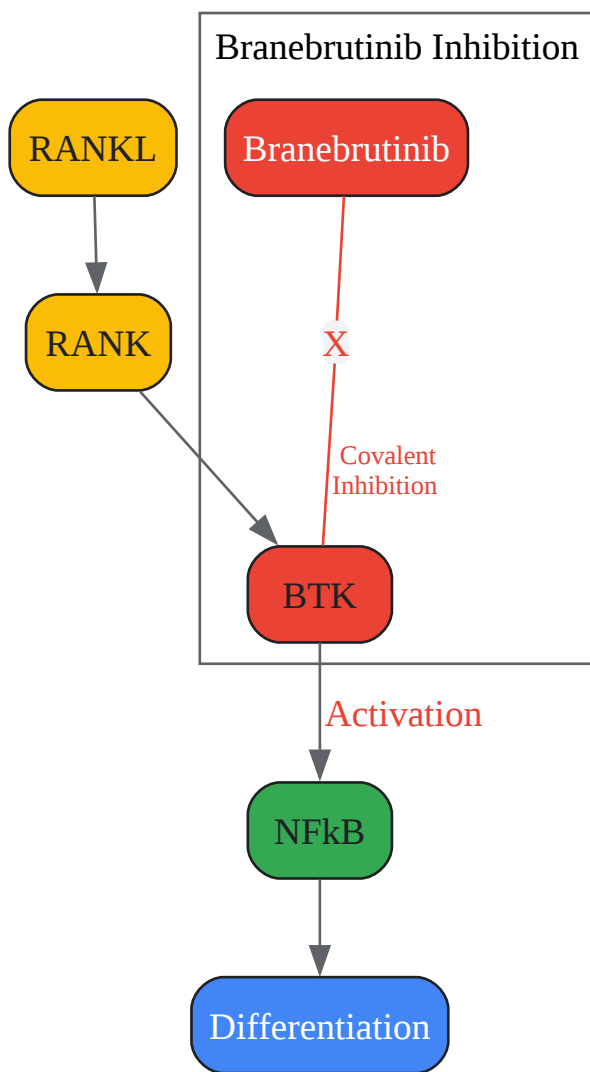 Branebrutinib Inhibition
RANKL
Branebrutinib
RANK
X
Covalent
Inhibition
BTK
Activation
NFkB
Differentiation